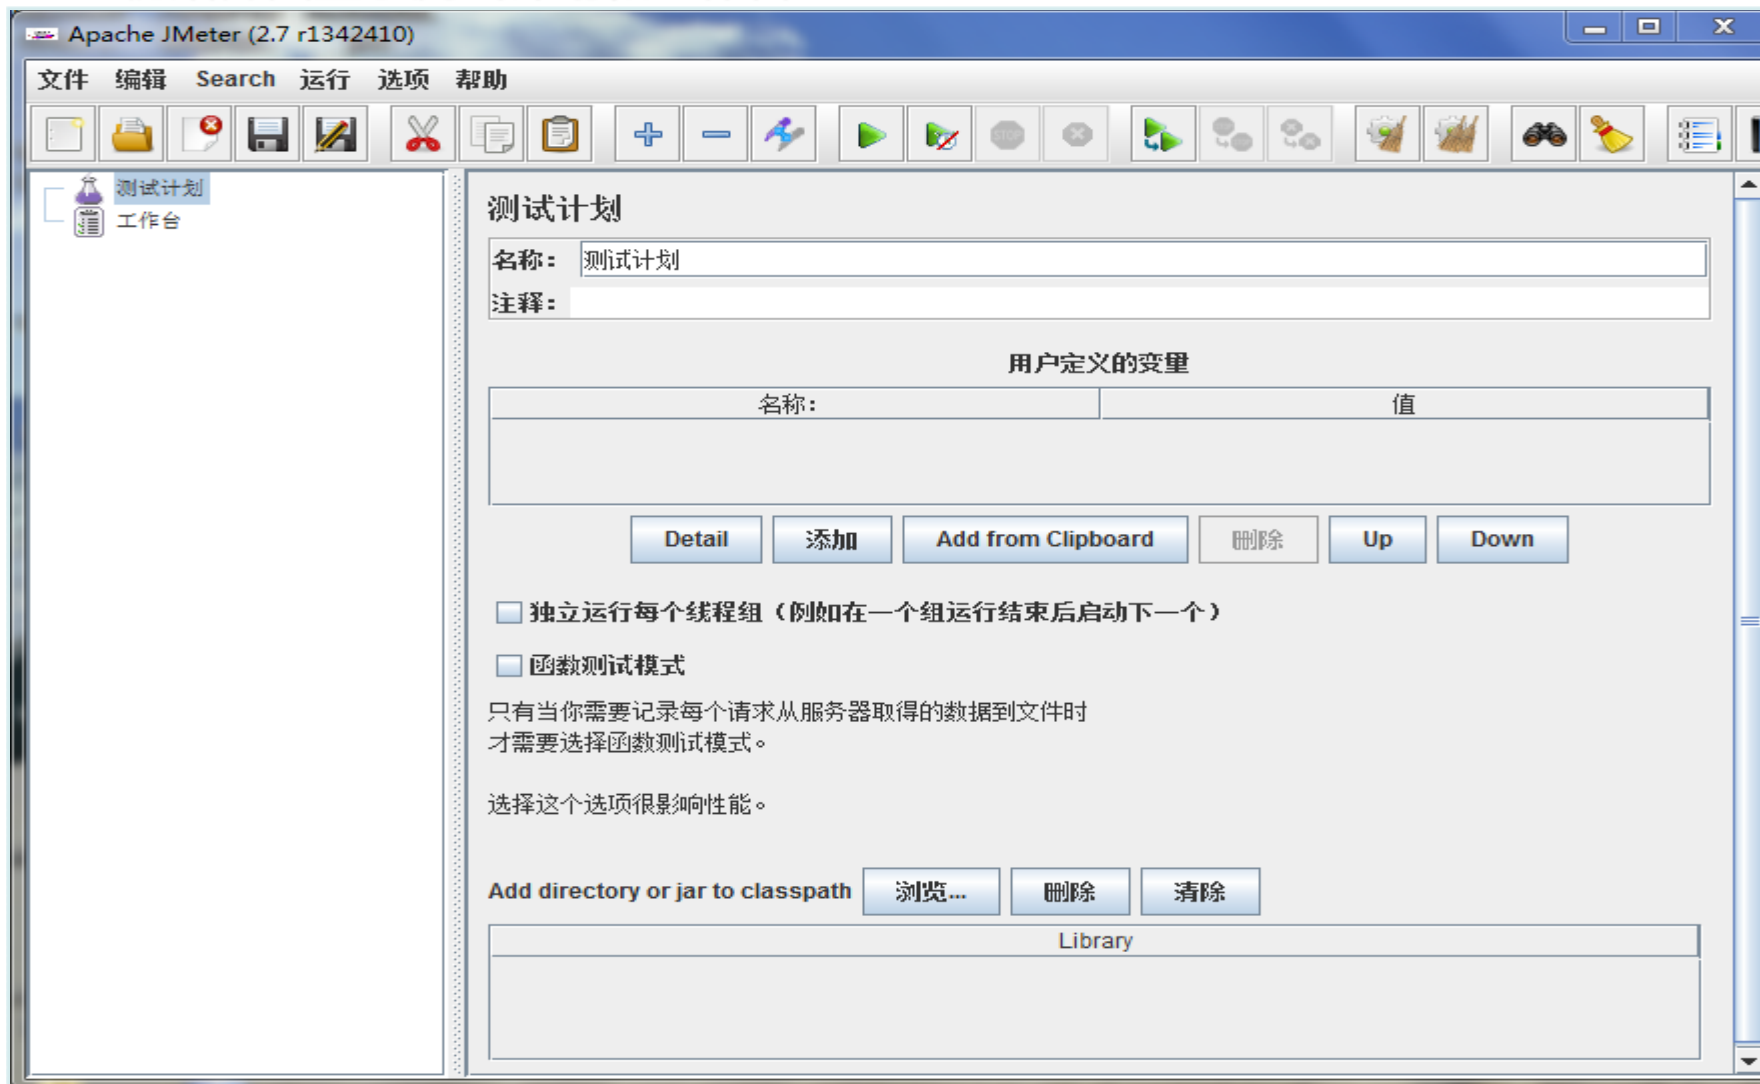 Apache JMeter (2.7 r1342410)
文件 编辑 Search 运行 选项 帮助
STOP
测试计划
工作台
测试计划
名称： 测试计划
注释：
用户定义的变量
名称： 值
Detail 添加 Add from Clipboard 删除 Up Down
独立运行每个线程组（例如在一个组运行结束后启动下一个）
函数测试模式
只有当你需要记录每个请求从服务器取得的数据到文件时
才需要选择函数测试模式。
选择这个选项很影响性能。
Add directory or jar to classpath 浏览... 删除 清除
Library